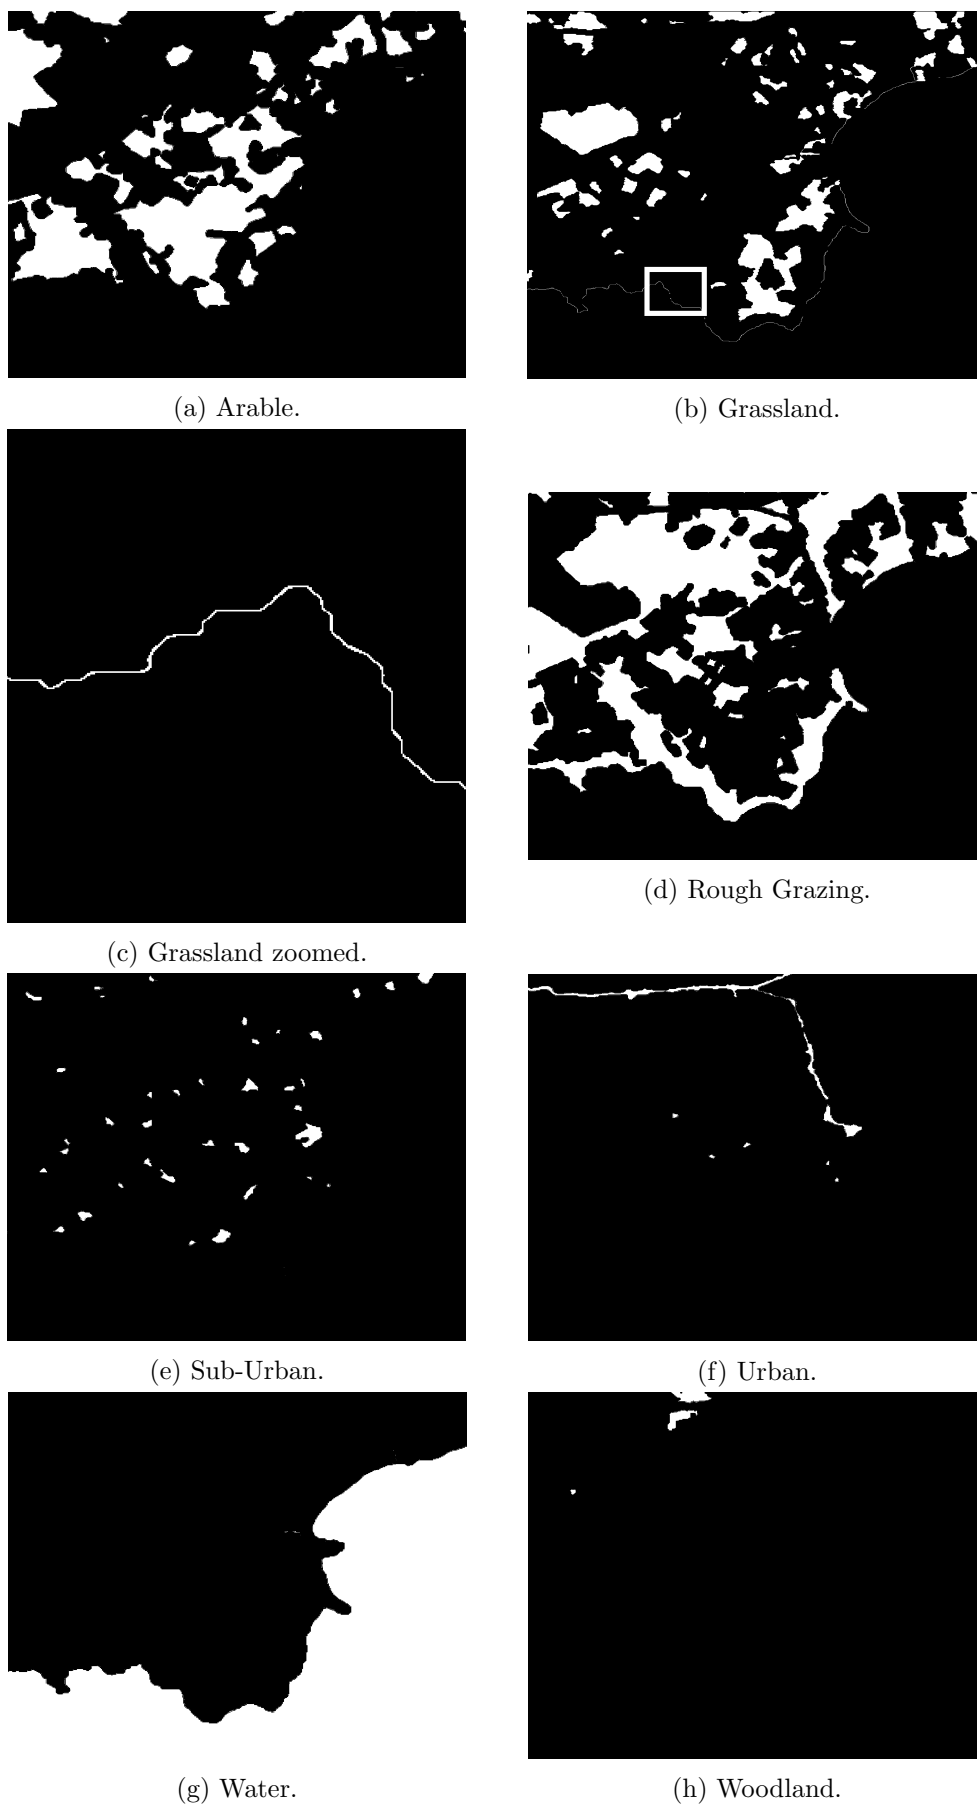 (a) Arable.
(b) Grassland.
(c) Grassland zoomed.
(d) Rough Grazing.
(e) Sub-Urban.
(f) Urban.
(g) Water.
(h) Woodland.